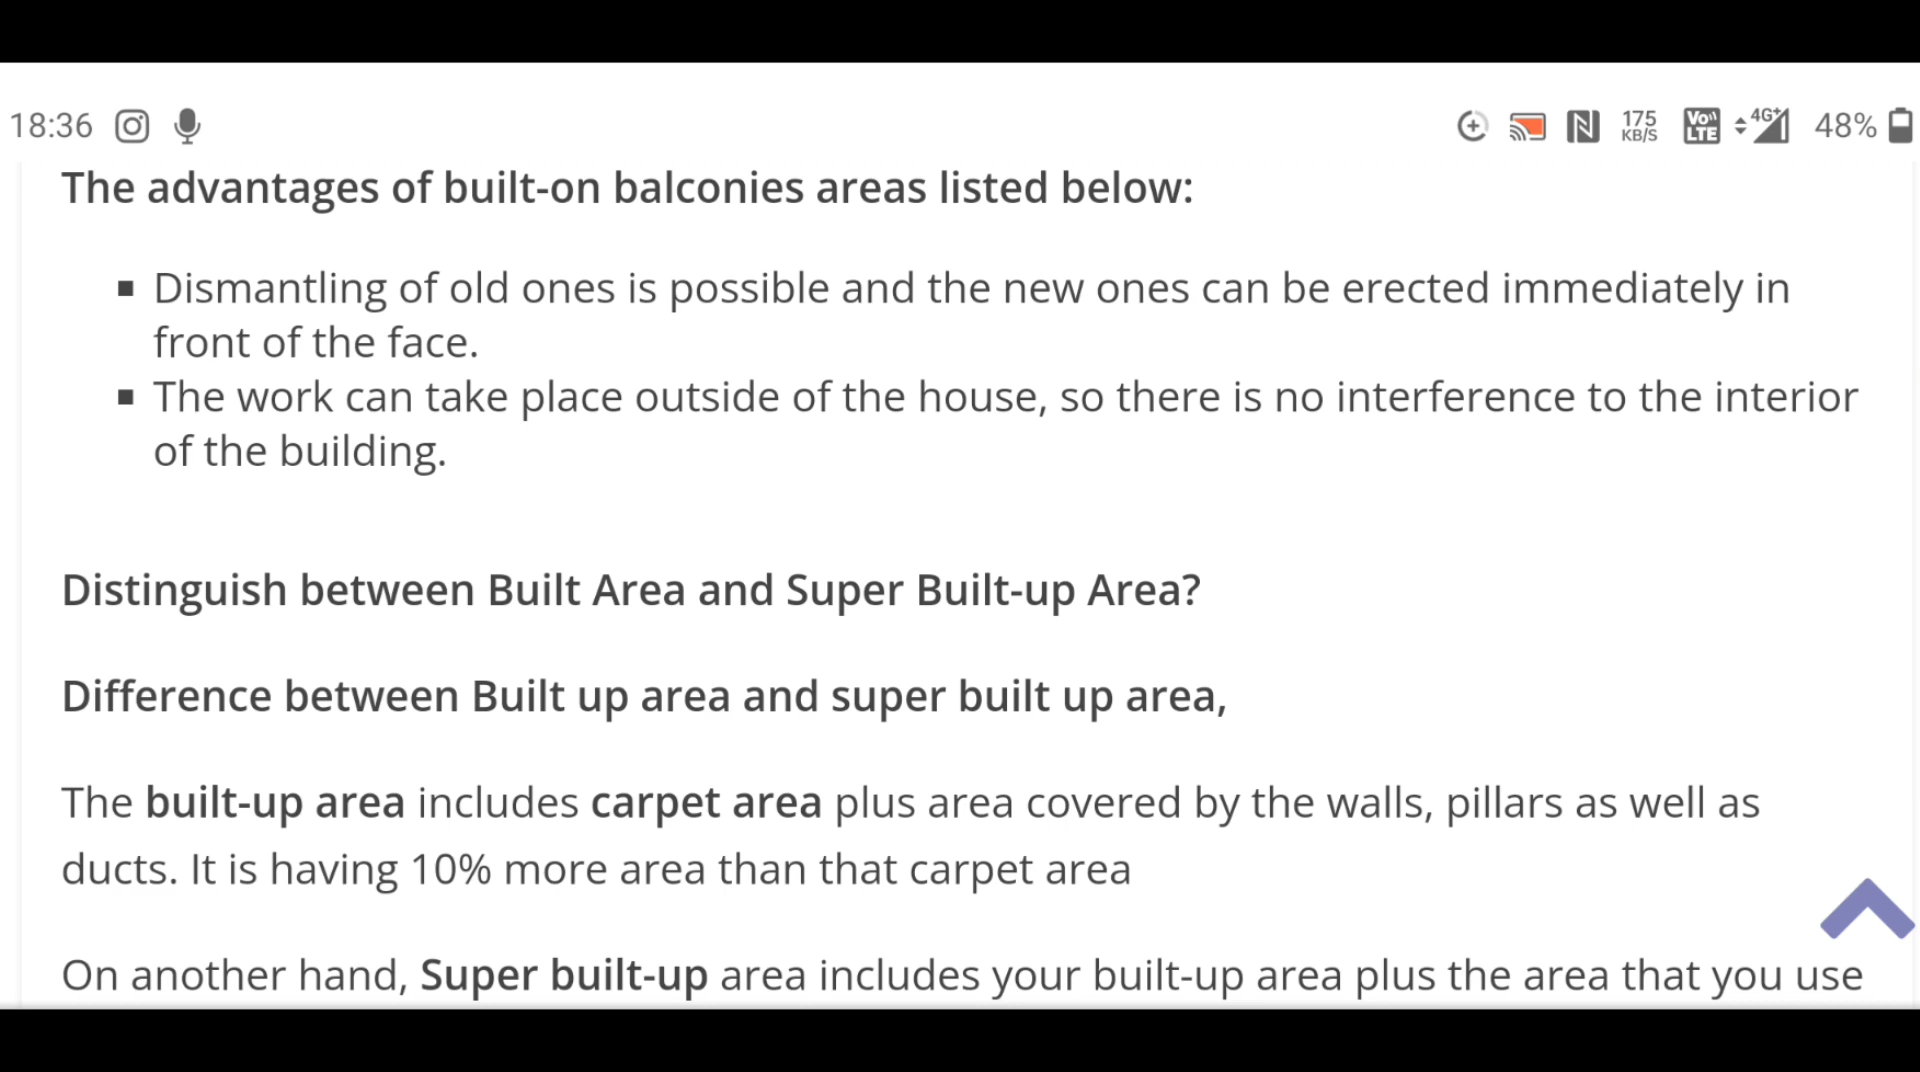 18:36
175
KB/S
Vo
LTE
4G+
48%
The advantages of built-on balconies areas listed below:
Dismantling of old ones is possible and the new ones can be erected immediately in
front of the face.
The work can take place outside of the house, so there is no interference to the interior
of the building.
Distinguish between Built Area and Super Built-up Area?
Difference between Built up area and super built up area,
The built-up area includes carpet area plus area covered by the walls, pillars as well as
ducts. It is having 10% more area than that carpet area
On another hand, Super built-up area includes your built-up area plus the area that you use